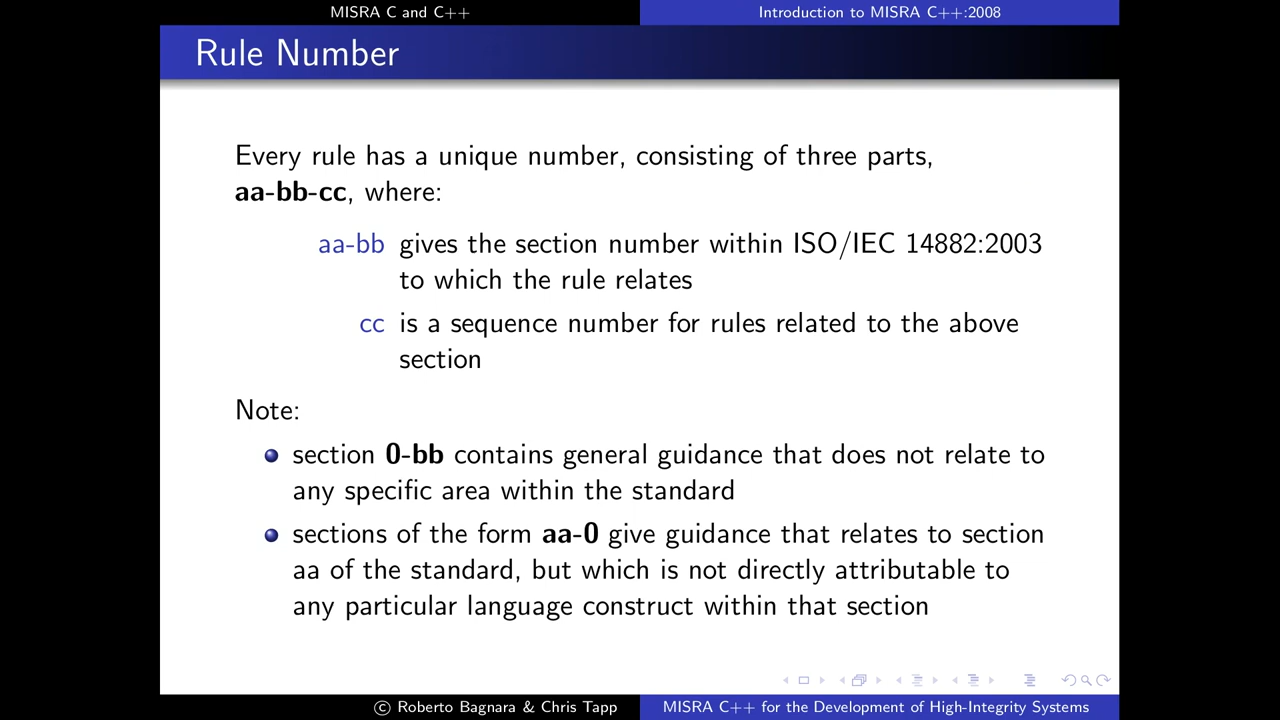 MISRA C and C++
Introduction to MISRA C++:2008
Rule Number
Every rule has a unique number, consisting of three parts,
aa-bb-cc, where:
aa-bb gives the section number within ISO/IEC 14882:2003
to which the rule relates
cc is a sequence number for rules related to the above
section
Note:
section 0-bb contains general guidance that does not relate to
any specific area within the standard
sections of the form aa-0 give guidance that relates to section
aa of the standard, but which is not directly attributable to
any particular language construct within that section
© Roberto Bagnara & Chris Tapp
MISRA C++ for the Development of High-Integrity Systems